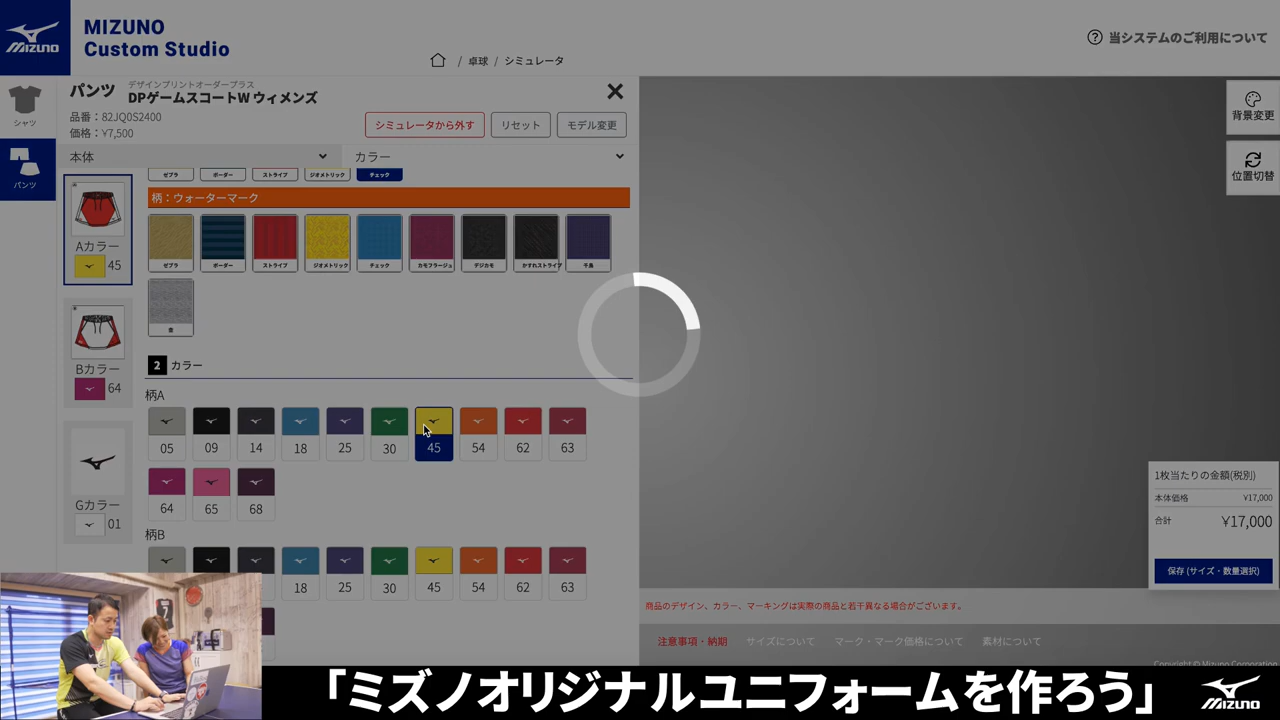 MIZUNO
MIZUNO
Custom Studio
当システムのご利用について
/ 卓球 / シミュレータ
シャツ
パンツ
パンツ
デザインプリントオーダープラス
DPゲームスコートW ウィメンズ
品番：82JQ0S2400
価格：¥7,500
シミュレータから外す
リセット
モデル変更
背景変更
位置切替
本体
カラー
ゼブラ ボーダー ストライプ ジオメトリック チェック
柄：ウォーターマーク
ゼブラ ボーダー ストライプ ジオメトリック チェック カモフラージュ デジカモ かすれストライプ 千鳥
杢
Aカラー
45
Bカラー
64
Gカラー
01
2 カラー
柄A
05 09 14 18 25 30 45 54 62 63
64 65 68
柄B
18 25 30 45 54 62 63
1枚当たりの金額(税別)
本体価格 ¥17,000
合計 ¥17,000
保存 (サイズ・数量選択)
商品のデザイン、カラー、マーキングは実際の商品と若干異なる場合がございます。
注意事項・納期 サイズについて マーク・マーク価格について 素材について
Copyright © Mizuno Corporation
「ミズノオリジナルユニフォームを作ろう」
MIZUNO